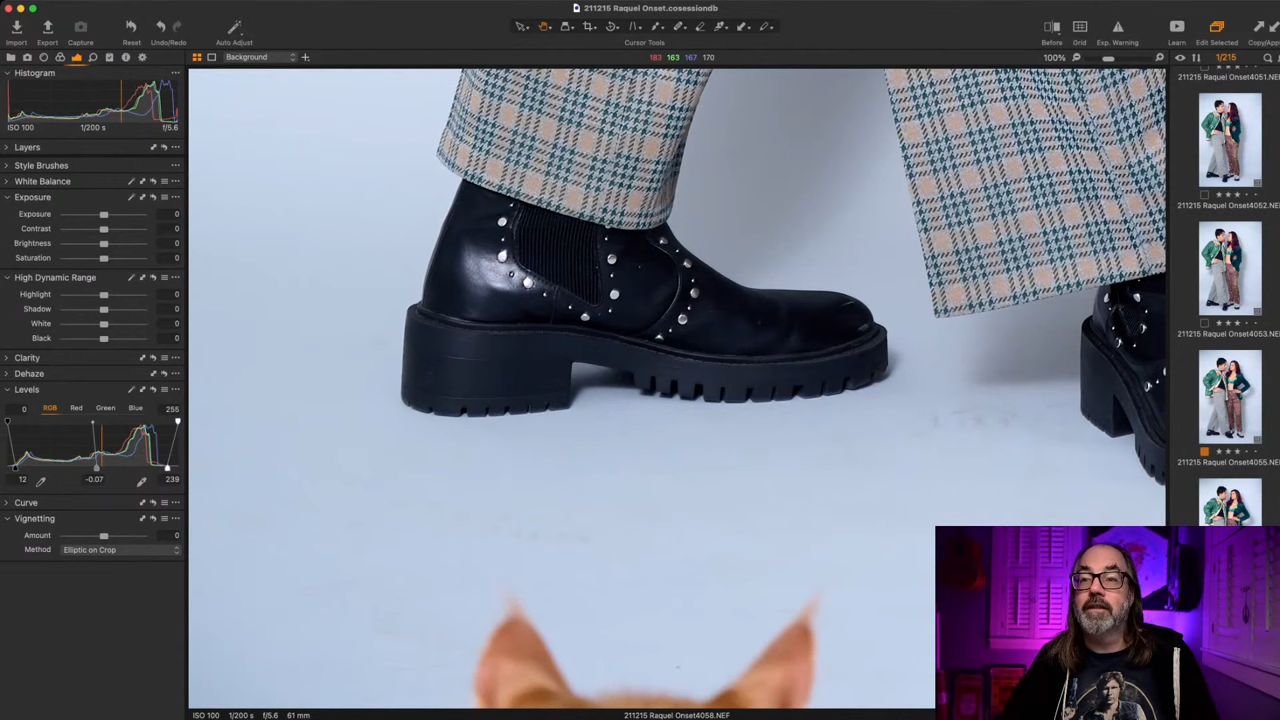 211215 Raquel Onset.cosessiondb
Import Export Capture Reset Undo/Redo Auto Adjust Cursor Tools Before Grid Exp. Warning Learn Edit Selected Copy/App
Background 183 163 167 170 100% 1/215
Histogram
ISO 100 1/200 s f/5.6
Layers
Style Brushes
White Balance
Exposure
Exposure 0
Contrast 0
Brightness 0
Saturation 0
High Dynamic Range
Highlight 0
Shadow 0
White 0
Black 0
Clarity
Dehaze
Levels
0 RGB Red Green Blue 255
12 -0.07 239
Curve
Vignetting
Amount 0
Method Elliptic on Crop
211215 Raquel Onset4051.NEF
211215 Raquel Onset4052.NEF
211215 Raquel Onset4053.NEF
211215 Raquel Onset4055.NEF
ISO 100 1/200 s f/5.6 61 mm 211215 Raquel Onset4058.NEF